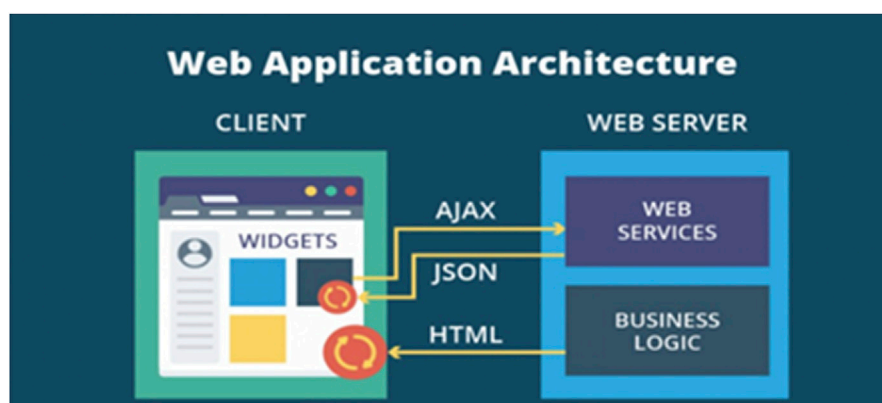 Web Application Architecture
CLIENT
WEB SERVER
WIDGETS
AJAX
JSON
HTML
WEB
SERVICES
BUSINESS
LOGIC